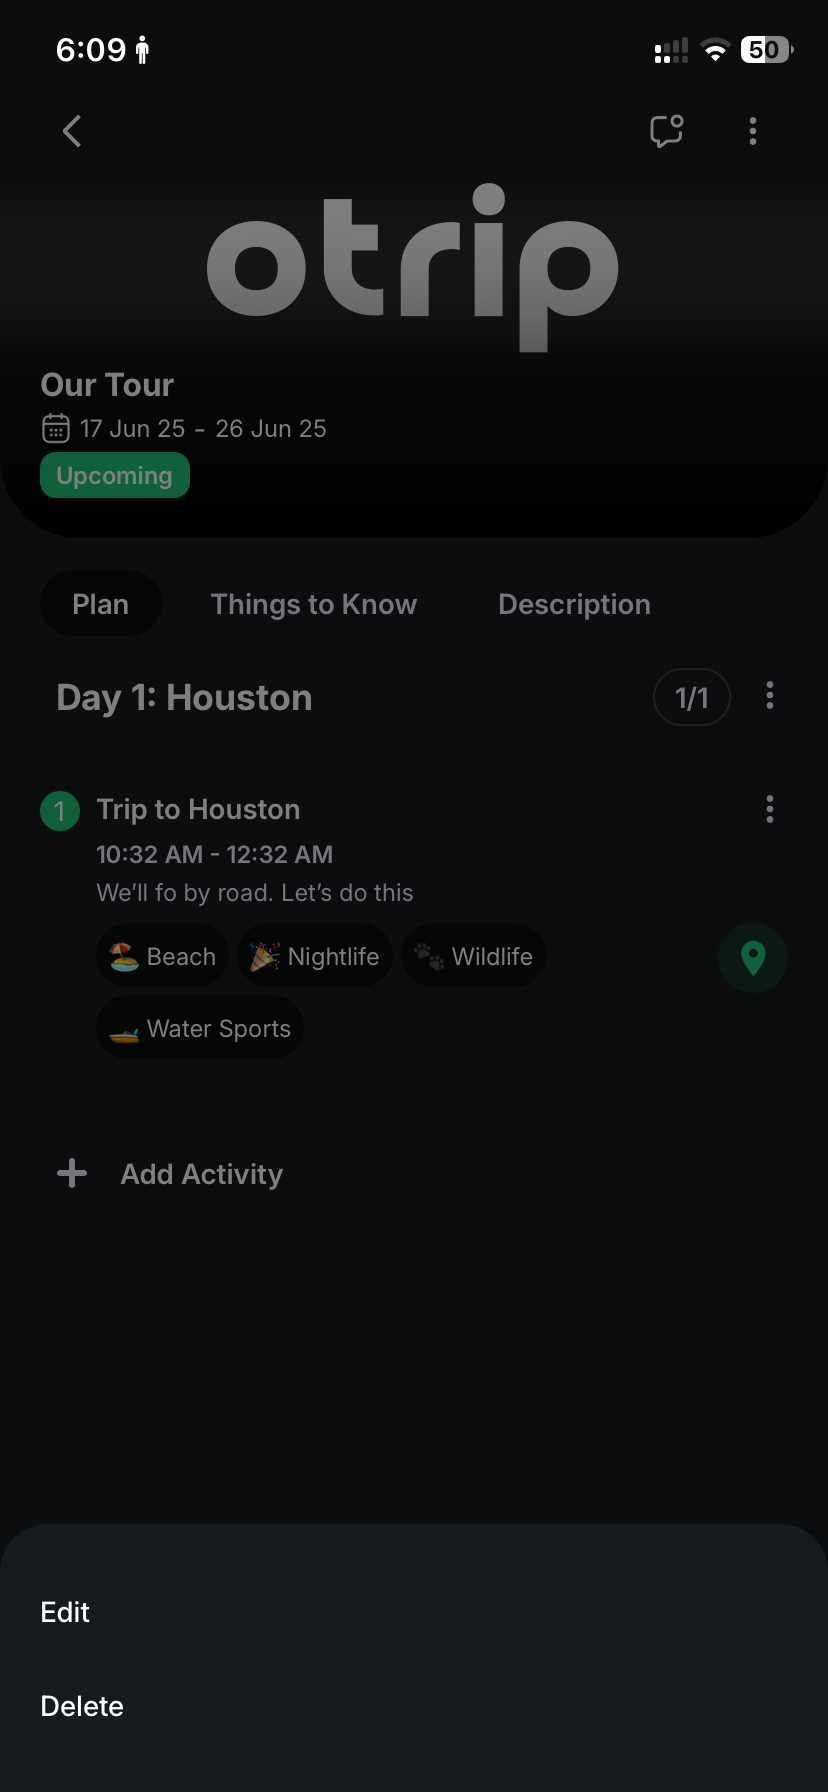 6:09
50
otrip
Our Tour
17 Jun 25 - 26 Jun 25
Upcoming
Plan Things to Know Description
Day 1: Houston 1/1
1 Trip to Houston
10:32 AM - 12:32 AM
We’ll fo by road. Let’s do this
Beach Nightlife Wildlife
Water Sports
Add Activity
Edit
Delete